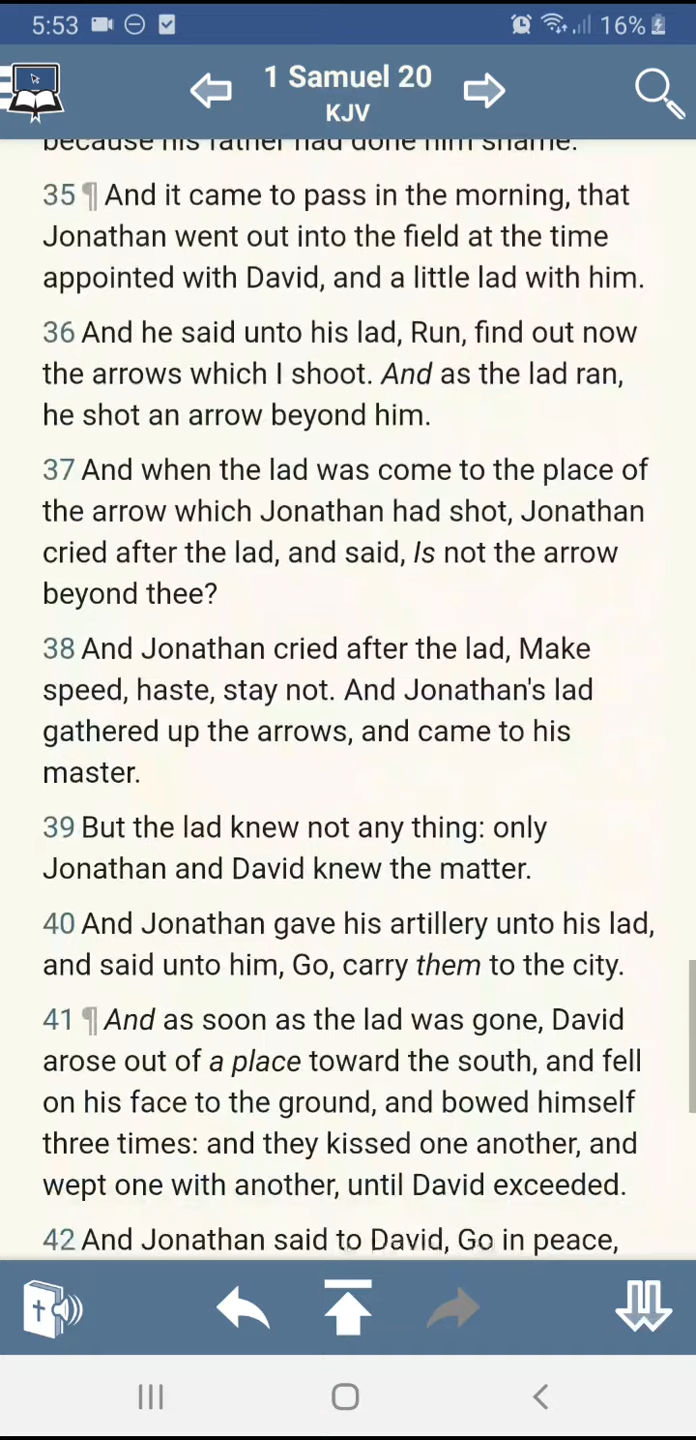 5:53
16%
1 Samuel 20
KJV
because his father had done him shame.
35 ¶ And it came to pass in the morning, that
Jonathan went out into the field at the time
appointed with David, and a little lad with him.
36 And he said unto his lad, Run, find out now
the arrows which I shoot. And as the lad ran,
he shot an arrow beyond him.
37 And when the lad was come to the place of
the arrow which Jonathan had shot, Jonathan
cried after the lad, and said, Is not the arrow
beyond thee?
38 And Jonathan cried after the lad, Make
speed, haste, stay not. And Jonathan's lad
gathered up the arrows, and came to his
master.
39 But the lad knew not any thing: only
Jonathan and David knew the matter.
40 And Jonathan gave his artillery unto his lad,
and said unto him, Go, carry them to the city.
41 ¶ And as soon as the lad was gone, David
arose out of a place toward the south, and fell
on his face to the ground, and bowed himself
three times: and they kissed one another, and
wept one with another, until David exceeded.
42 And Jonathan said to David, Go in peace,